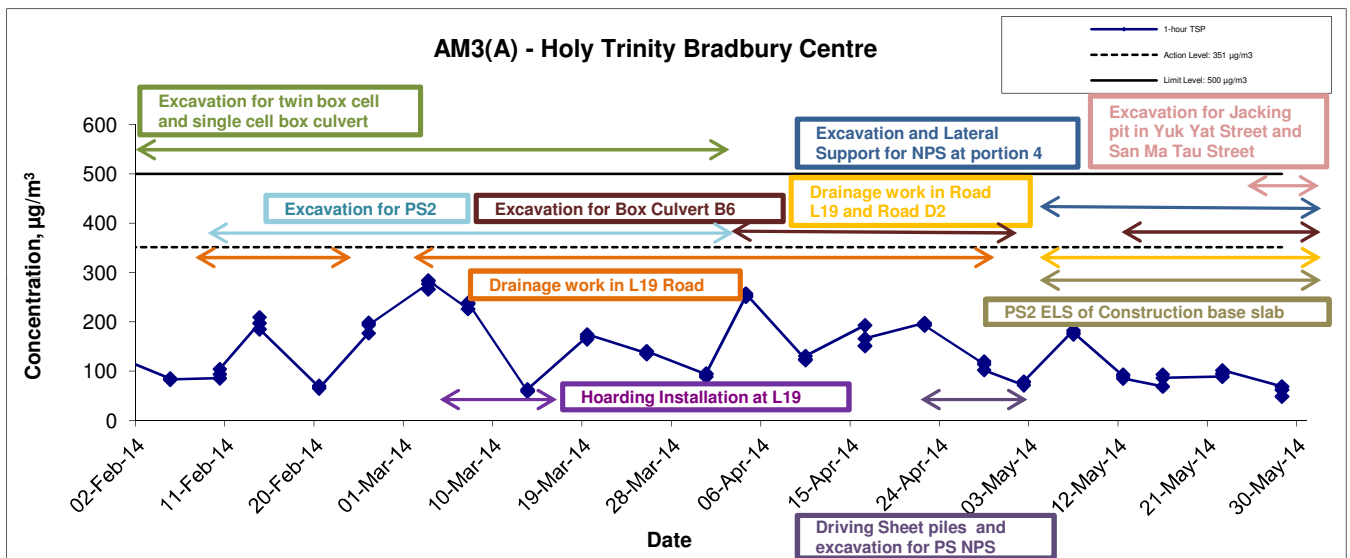 AM3(A) - Holy Trinity Bradbury Centre
1-hour TSP
Action Level: 351 µg/m3
Limit Level: 500 µg/m3
Excavation for twin box cell
and single cell box culvert
Excavation and Lateral
Support for NPS at portion 4
Excavation for Jacking
pit in Yuk Yat Street and
San Ma Tau Street
Excavation for PS2
Excavation for Box Culvert B6
Drainage work in Road
L19 and Road D2
Drainage work in L19 Road
PS2 ELS of Construction base slab
Hoarding Installation at L19
Driving Sheet piles and
excavation for PS NPS
Concentration, µg/m³
600
500
400
300
200
100
0
02-Feb-14
11-Feb-14
20-Feb-14
01-Mar-14
10-Mar-14
19-Mar-14
28-Mar-14
06-Apr-14
15-Apr-14
24-Apr-14
03-May-14
12-May-14
21-May-14
30-May-14
Date